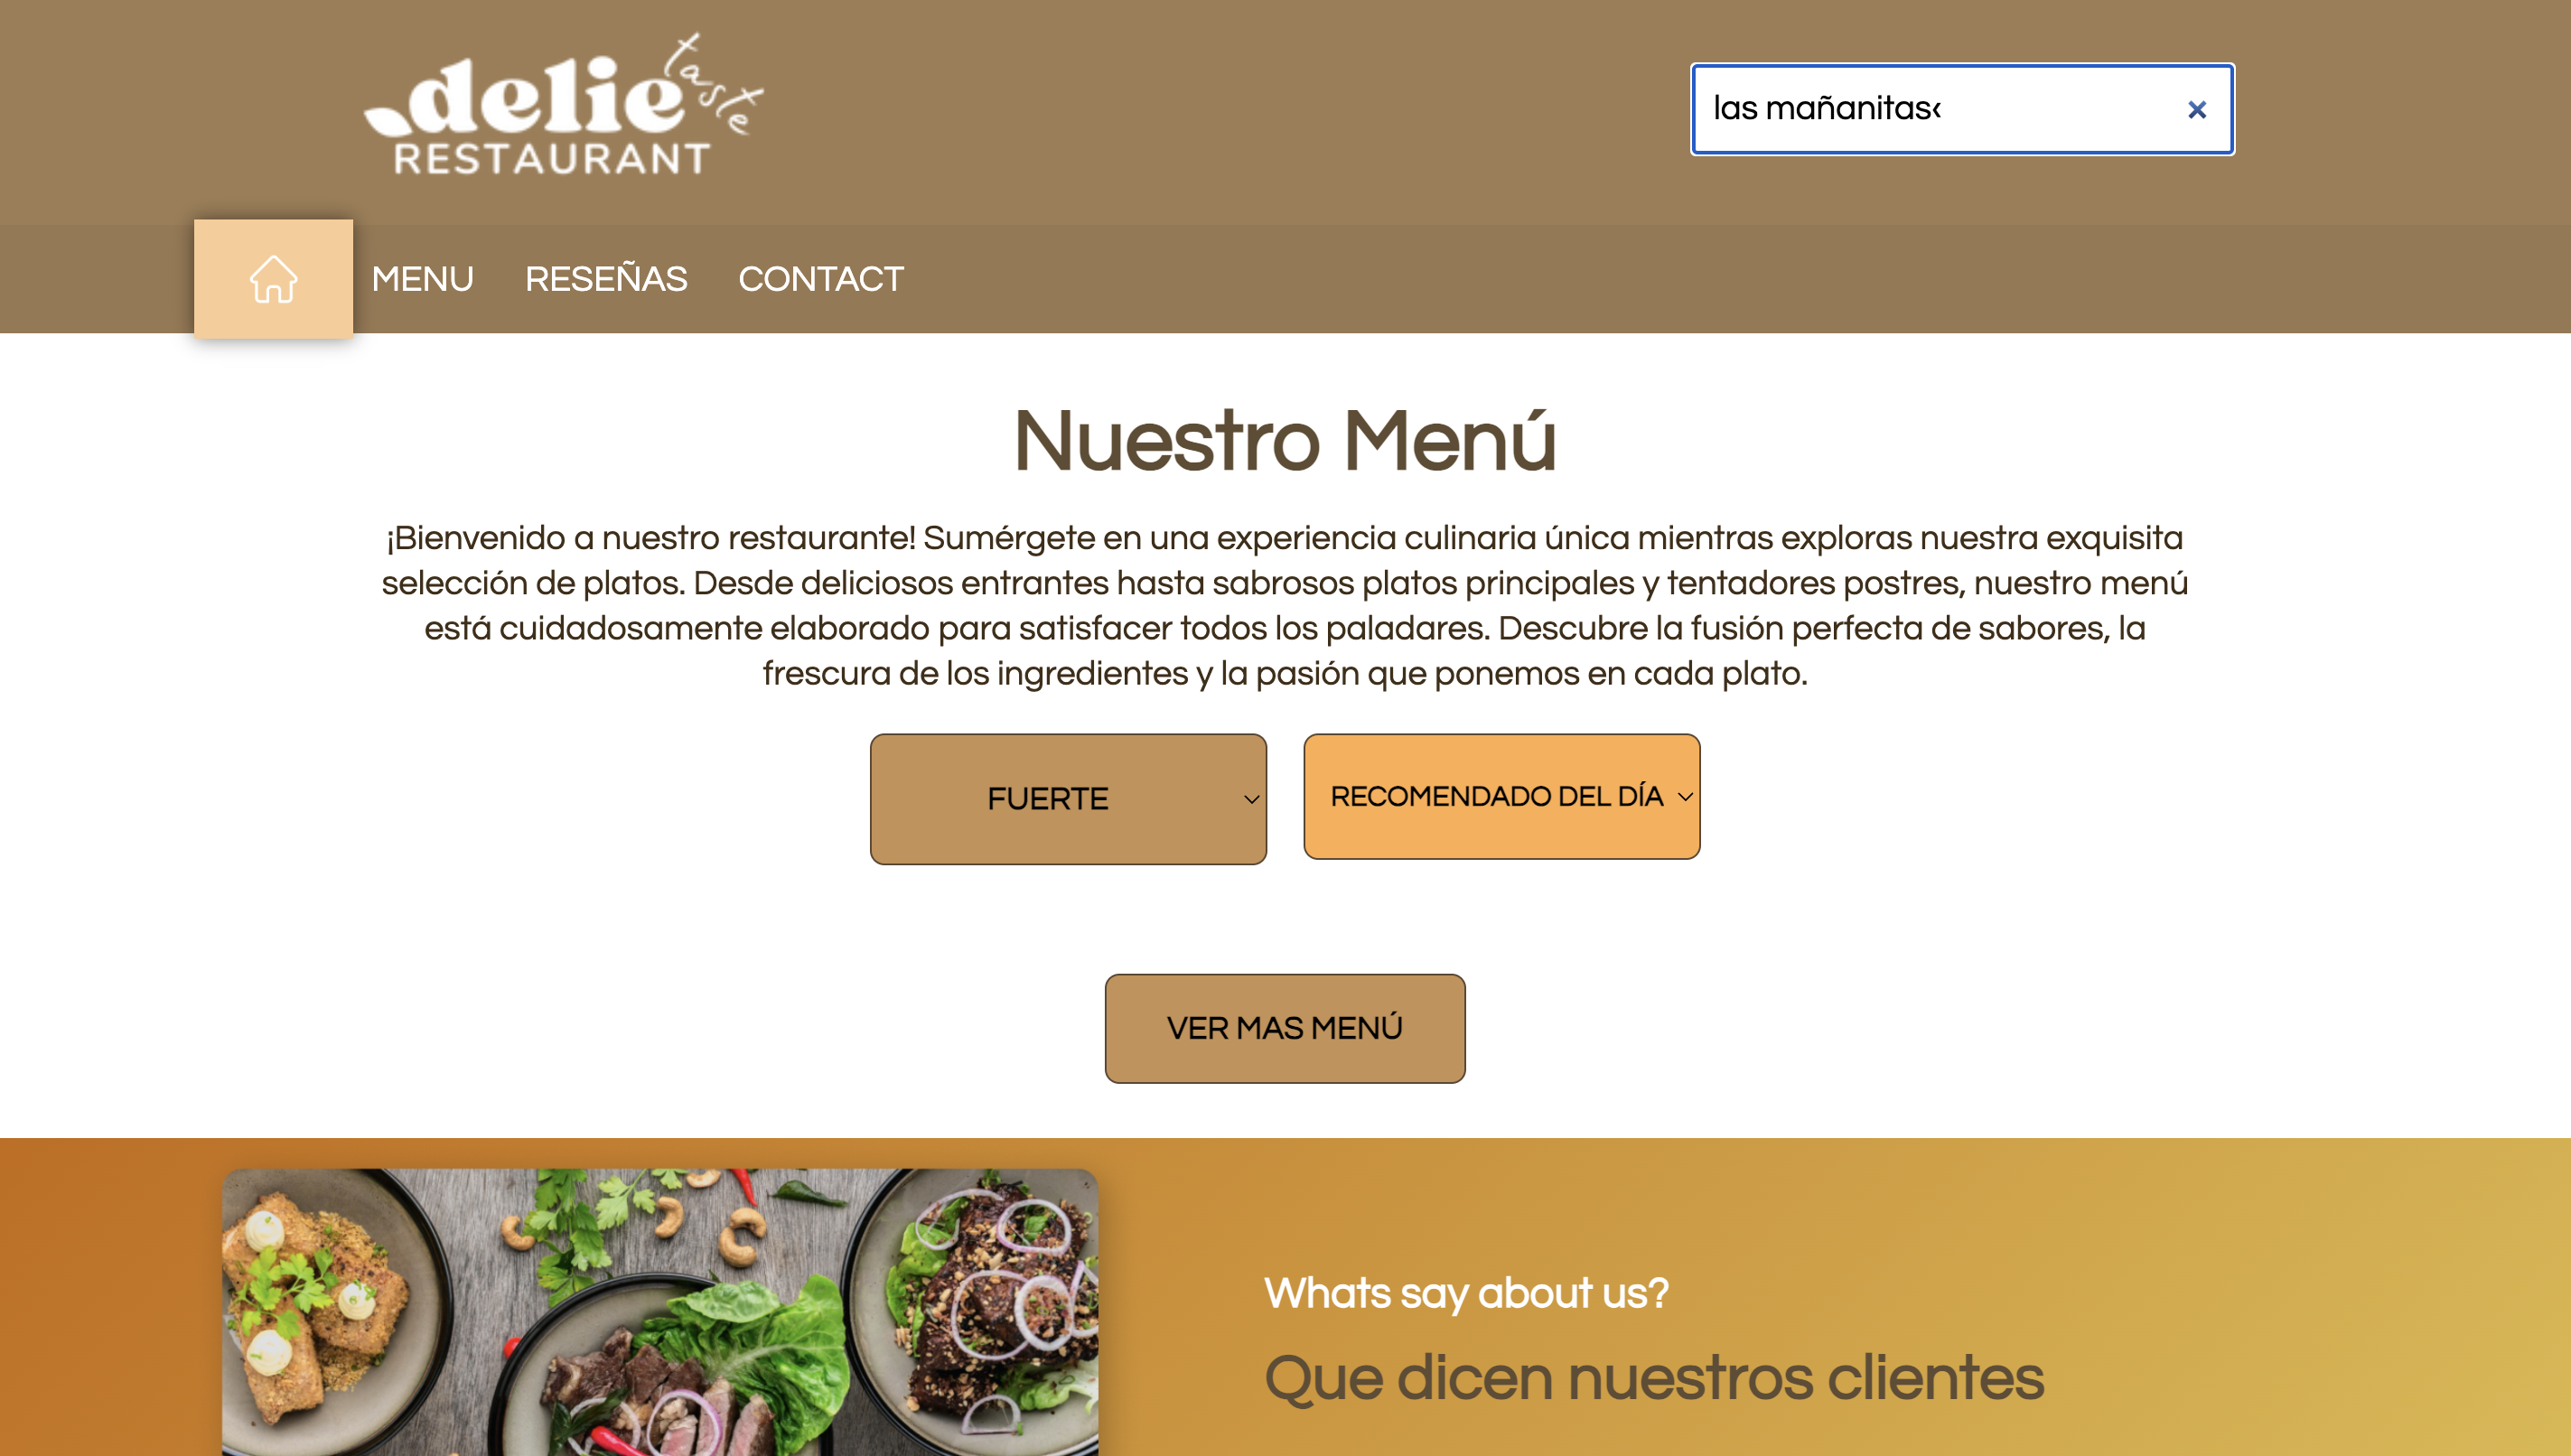 delie taste
RESTAURANT
las mañanitas‹
×
MENU RESEÑAS CONTACT
Nuestro Menú
¡Bienvenido a nuestro restaurante! Sumérgete en una experiencia culinaria única mientras exploras nuestra exquisita
selección de platos. Desde deliciosos entrantes hasta sabrosos platos principales y tentadores postres, nuestro menú
está cuidadosamente elaborado para satisfacer todos los paladares. Descubre la fusión perfecta de sabores, la
frescura de los ingredientes y la pasión que ponemos en cada plato.
FUERTE
RECOMENDADO DEL DÍA
VER MAS MENÚ
Whats say about us?
Que dicen nuestros clientes